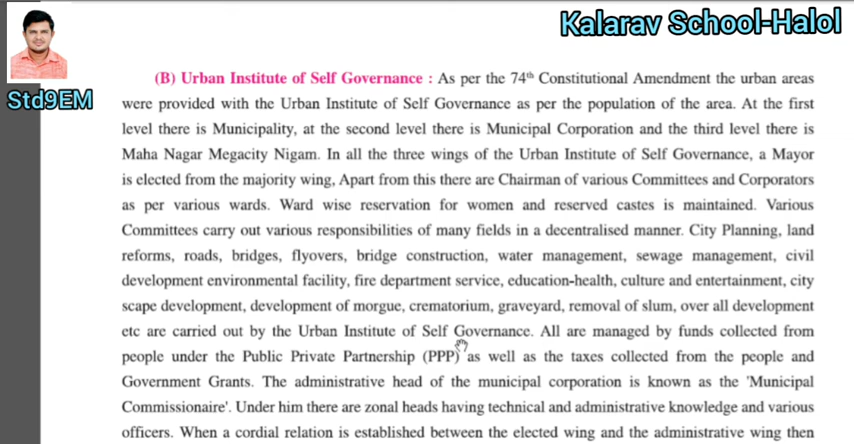 Kalarav School-Halol
Std9EM
(B) Urban Institute of Self Governance : As per the 74th Constitutional Amendment the urban areas
were provided with the Urban Institute of Self Governance as per the population of the area. At the first
level there is Municipality, at the second level there is Municipal Corporation and the third level there is
Maha Nagar Megacity Nigam. In all the three wings of the Urban Institute of Self Governance, a Mayor
is elected from the majority wing, Apart from this there are Chairman of various Committees and Corporators
as per various wards. Ward wise reservation for women and reserved castes is maintained. Various
Committees carry out various responsibilities of many fields in a decentralised manner. City Planning, land
reforms, roads, bridges, flyovers, bridge construction, water management, sewage management, civil
development environmental facility, fire department service, education-health, culture and entertainment, city
scape development, development of morgue, crematorium, graveyard, removal of slum, over all development
etc are carried out by the Urban Institute of Self Governance. All are managed by funds collected from
people under the Public Private Partnership (PPP) as well as the taxes collected from the people and
Government Grants. The administrative head of the municipal corporation is known as the 'Municipal
Commissionaire'. Under him there are zonal heads having technical and administrative knowledge and various
officers. When a cordial relation is established between the elected wing and the administrative wing then